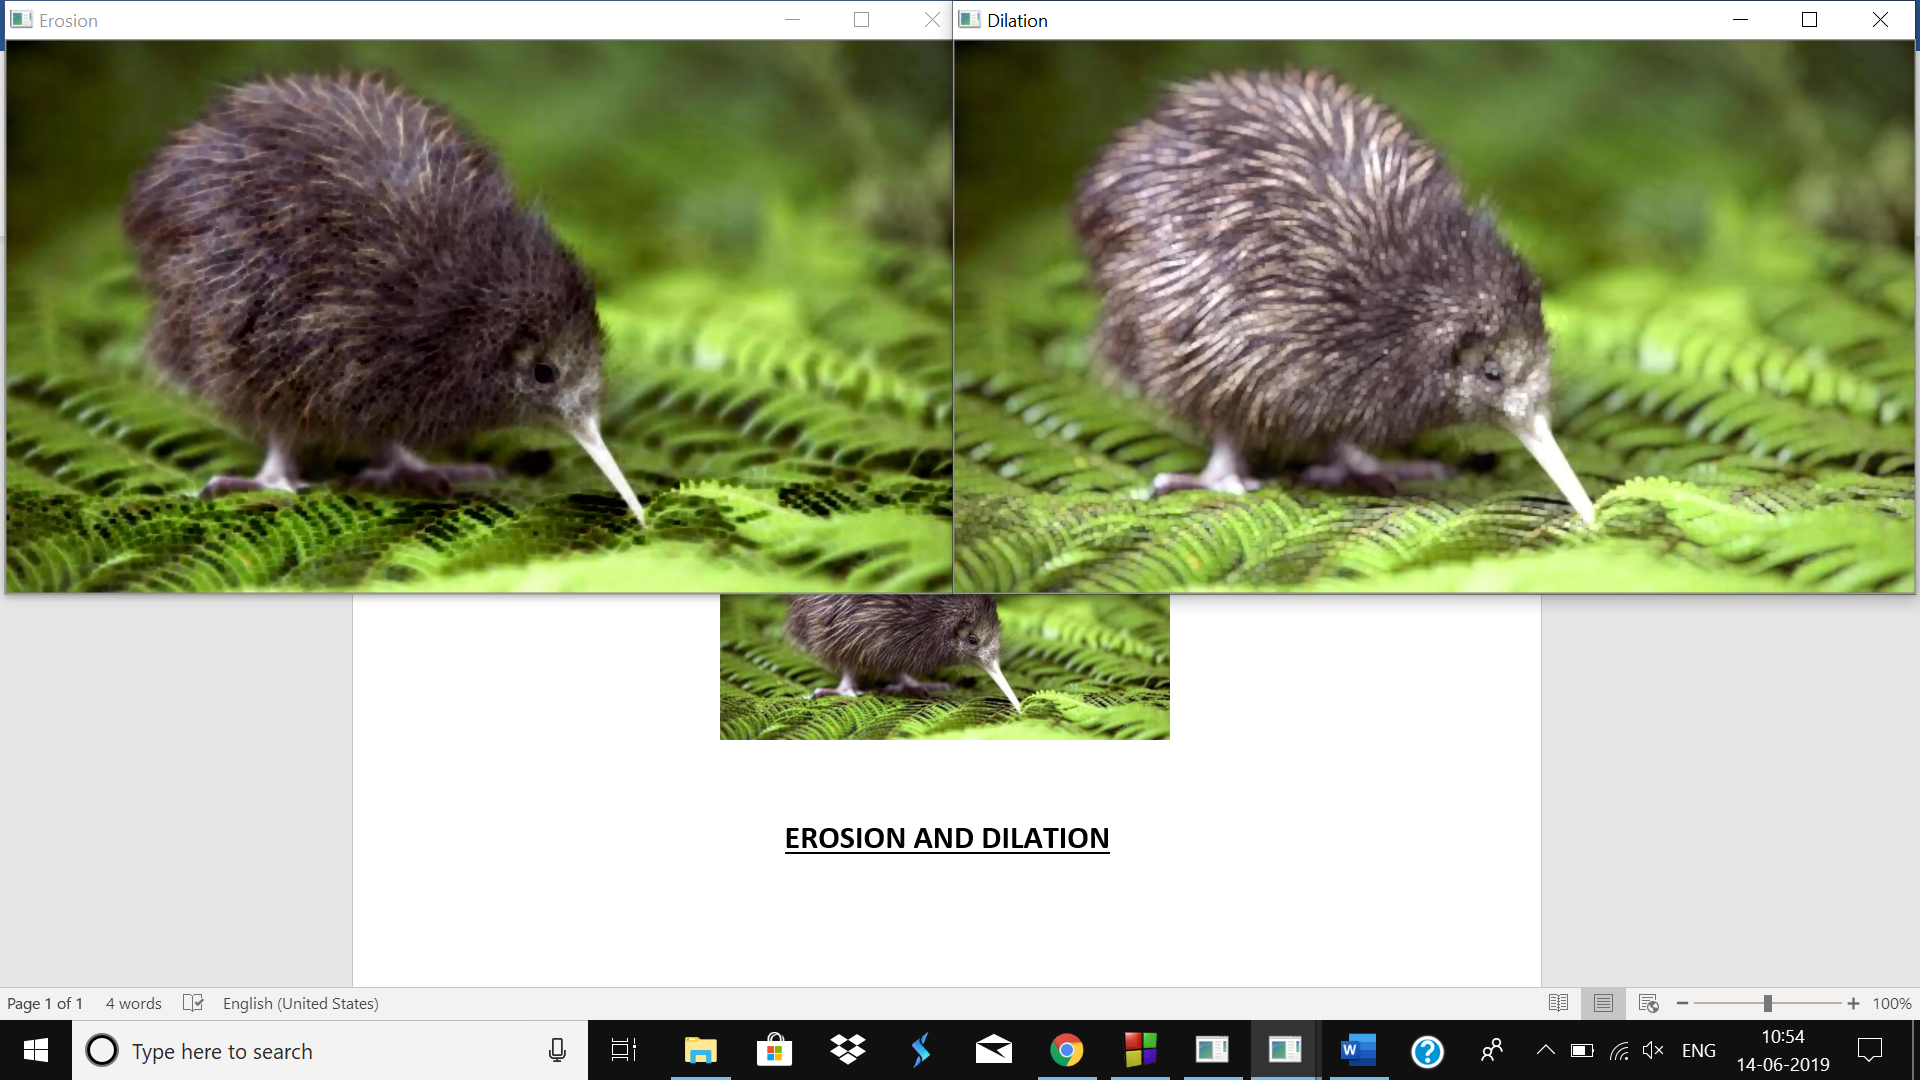 Erosion
Dilation
EROSION AND DILATION
Page 1 of 1 4 words English (United States) 100%
Type here to search
ENG
10:54
14-06-2019